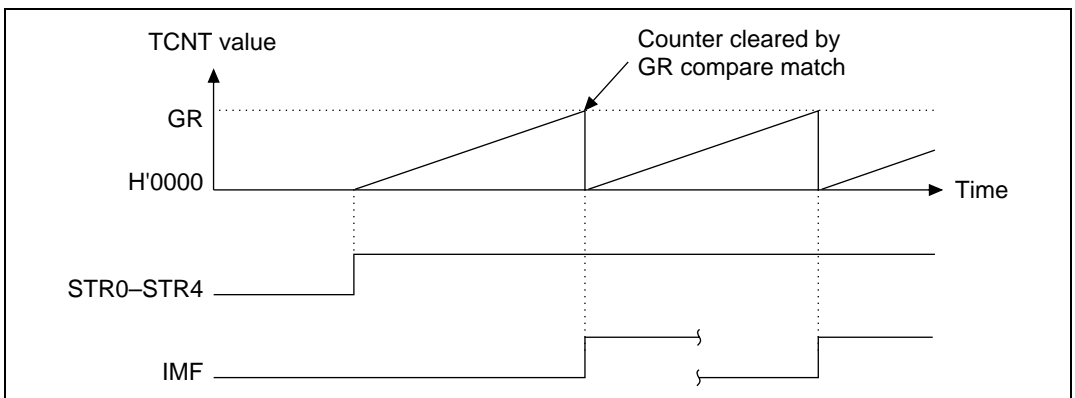 TCNT value
Counter cleared by
GR compare match
GR
H'0000
Time
STR0–STR4
IMF